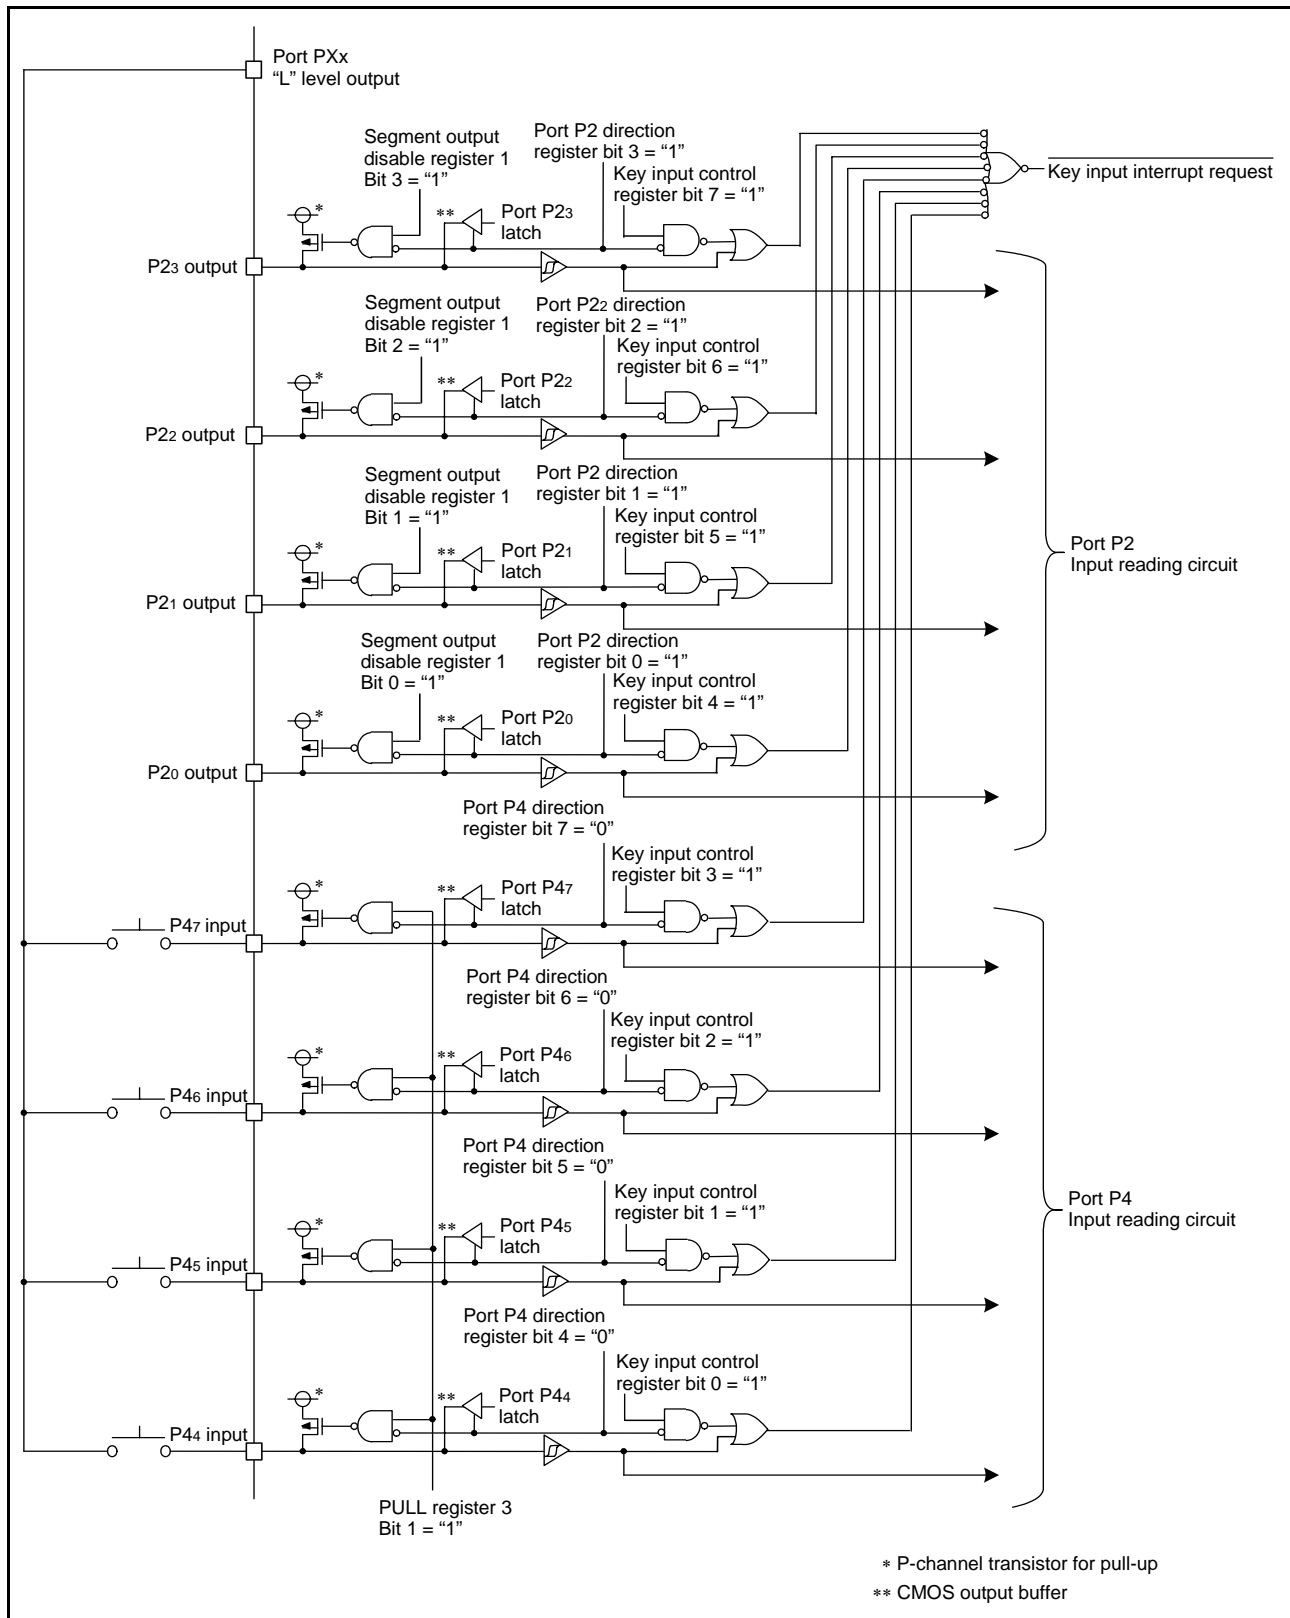 Port PXx
“L” level output
Segment output
disable register 1
Bit 3 = “1”
Port P2 direction
register bit 3 = “1”
Key input control
register bit 7 = “1”
Key input interrupt request
*
**
Port P23
latch
P23 output
Segment output
disable register 1
Bit 2 = “1”
Port P22 direction
register bit 2 = “1”
Key input control
register bit 6 = “1”
*
**
Port P22
latch
P22 output
Segment output
disable register 1
Bit 1 = “1”
Port P2 direction
register bit 1 = “1”
Key input control
register bit 5 = “1”
*
**
Port P21
latch
P21 output
Port P2
Input reading circuit
Segment output
disable register 1
Bit 0 = “1”
Port P2 direction
register bit 0 = “1”
Key input control
register bit 4 = “1”
*
**
Port P20
latch
P20 output
Port P4 direction
register bit 7 = “0”
Key input control
register bit 3 = “1”
*
**
Port P47
latch
P47 input
Port P4 direction
register bit 6 = “0”
Key input control
register bit 2 = “1”
*
**
Port P46
latch
P46 input
Port P4 direction
register bit 5 = “0”
Key input control
register bit 1 = “1”
*
**
Port P45
latch
P45 input
Port P4
Input reading circuit
Port P4 direction
register bit 4 = “0”
Key input control
register bit 0 = “1”
*
**
Port P44
latch
P44 input
PULL register 3
Bit 1 = “1”
* P-channel transistor for pull-up
** CMOS output buffer